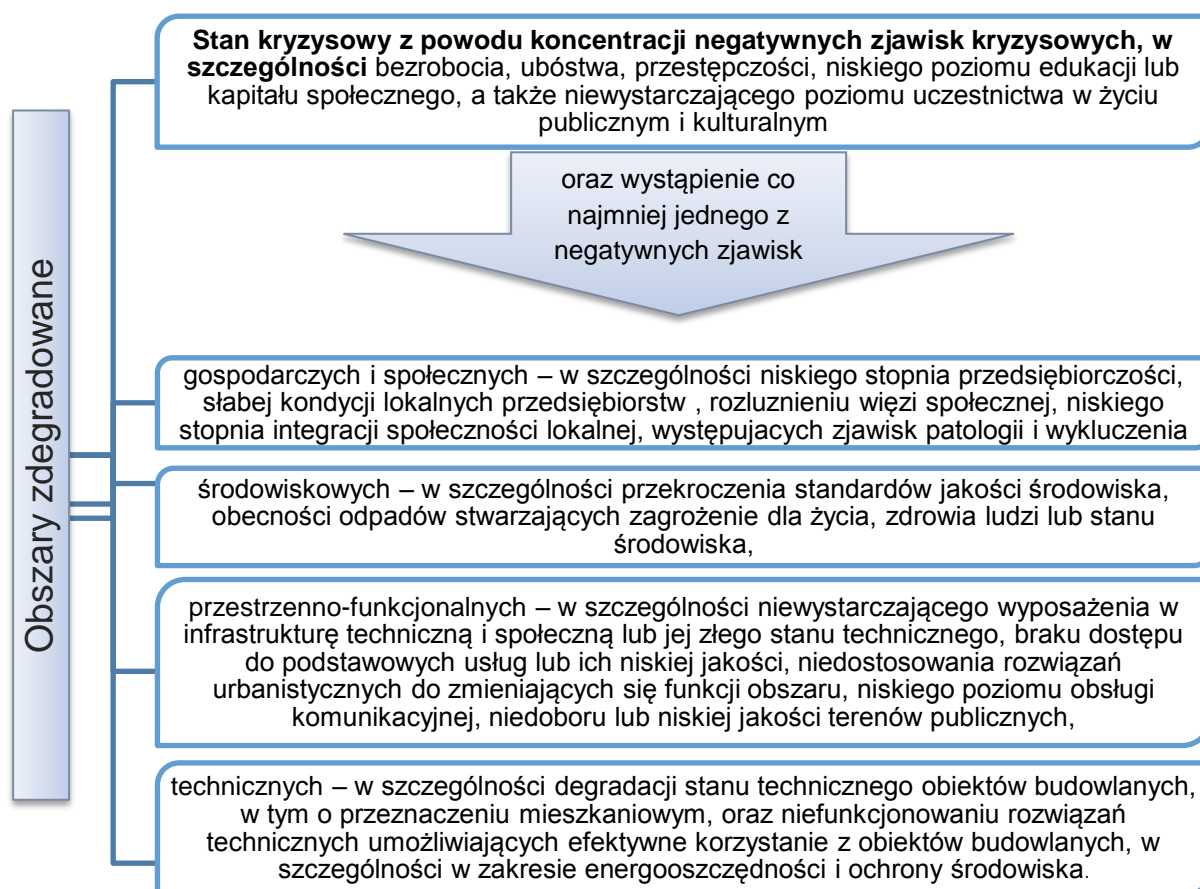 Obszary zdegradowane
Stan kryzysowy z powodu koncentracji negatywnych zjawisk kryzysowych, w
szczególności bezrobocia, ubóstwa, przestępczości, niskiego poziomu edukacji lub
kapitału społecznego, a także niewystarczającego poziomu uczestnictwa w życiu
publicznym i kulturalnym
oraz wystąpienie co
najmniej jednego z
negatywnych zjawisk
gospodarczych i społecznych – w szczególności niskiego stopnia przedsiębiorczości,
słabej kondycji lokalnych przedsiębiorstw , rozluznieniu więzi społecznej, niskiego
stopnia integracji społeczności lokalnej, występujacych zjawisk patologii i wykluczenia
środowiskowych – w szczególności przekroczenia standardów jakości środowiska,
obecności odpadów stwarzających zagrożenie dla życia, zdrowia ludzi lub stanu
środowiska,
przestrzenno-funkcjonalnych – w szczególności niewystarczającego wyposażenia w
infrastrukturę techniczną i społeczną lub jej złego stanu technicznego, braku dostępu
do podstawowych usług lub ich niskiej jakości, niedostosowania rozwiązań
urbanistycznych do zmieniających się funkcji obszaru, niskiego poziomu obsługi
komunikacyjnej, niedoboru lub niskiej jakości terenów publicznych,
technicznych – w szczególności degradacji stanu technicznego obiektów budowlanych,
w tym o przeznaczeniu mieszkaniowym, oraz niefunkcjonowaniu rozwiązań
technicznych umożliwiających efektywne korzystanie z obiektów budowlanych, w
szczególności w zakresie energooszczędności i ochrony środowiska.